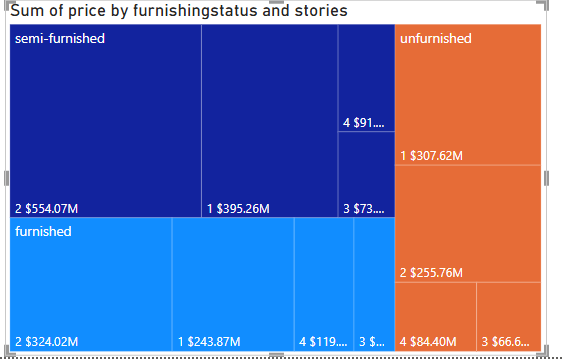 Sum of price by furnishingstatus and stories
semi-furnished
2 $554.07M
1 $395.26M
4 $91....
3 $73....
furnished
2 $324.02M
1 $243.87M
4 $119....
3 $...
unfurnished
1 $307.62M
2 $255.76M
4 $84.40M
3 $66.6...